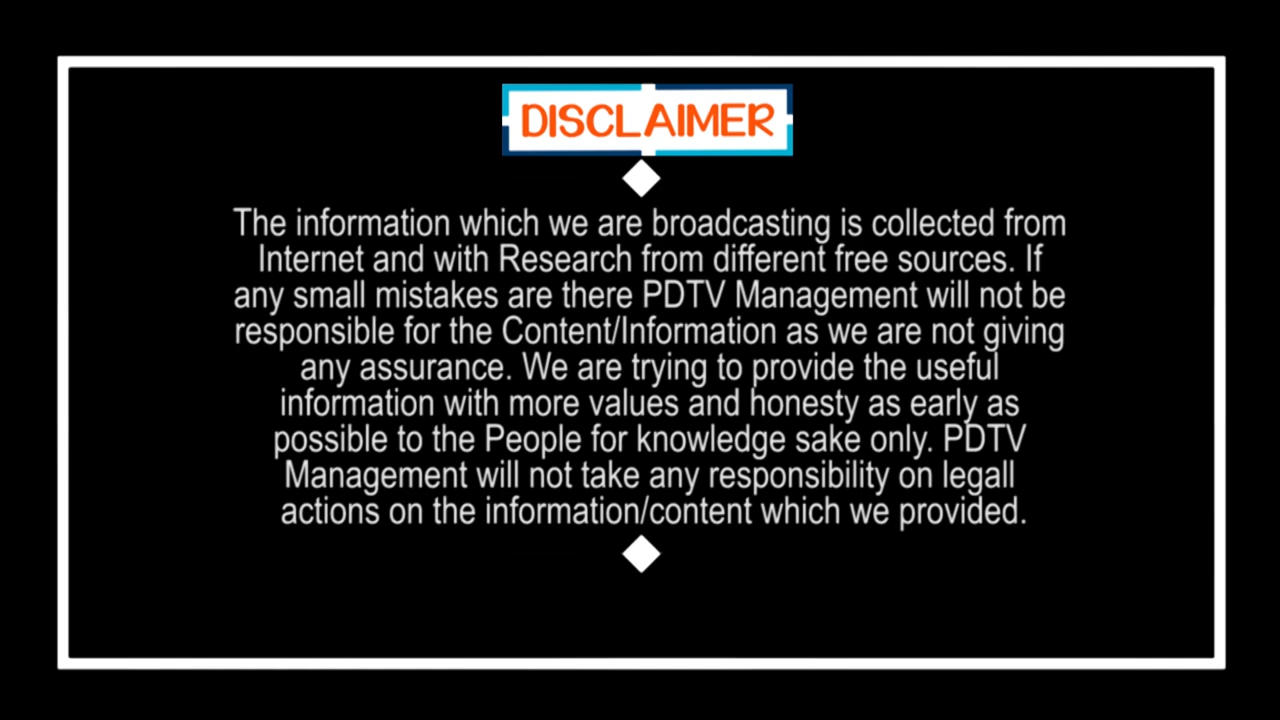 DISCLAIMER
The information which we are broadcasting is collected from
Internet and with Research from different free sources. If
any small mistakes are there PDTV Management will not be
responsible for the Content/Information as we are not giving
any assurance. We are trying to provide the useful
information with more values and honesty as early as
possible to the People for knowledge sake only. PDTV
Management will not take any responsibility on legall
actions on the information/content which we provided.